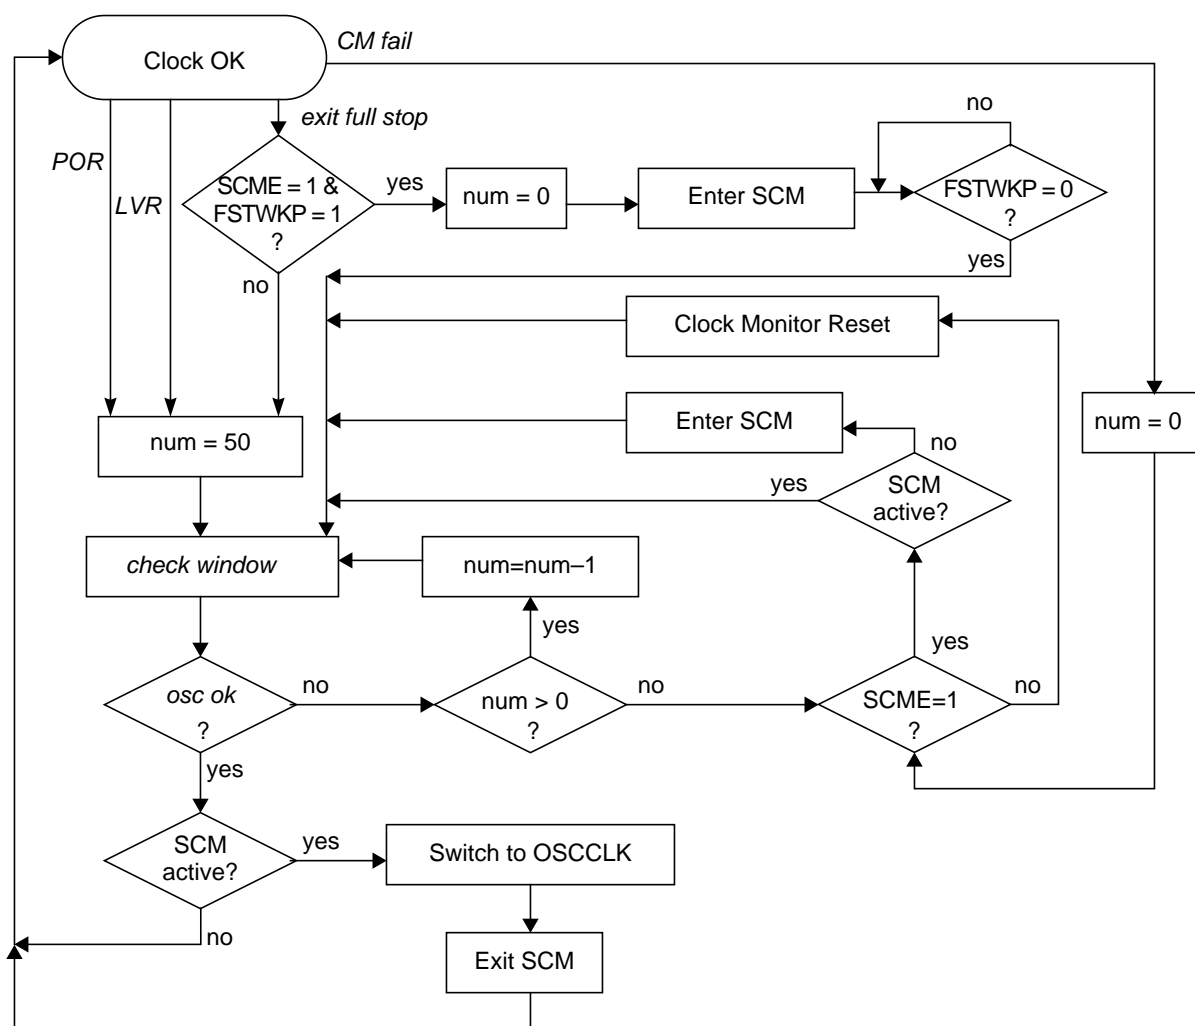 CM fail
Clock OK
exit full stop
no
POR
SCME = 1 &
FSTWKP = 1
?
yes
num = 0
Enter SCM
FSTWKP = 0
?
LVR
yes
no
Clock Monitor Reset
Enter SCM
num = 0
num = 50
no
SCM
active?
yes
check window
num=num–1
yes
yes
osc ok
?
no
num > 0
?
no
SCME=1
?
no
yes
SCM
active?
yes
Switch to OSCCLK
no
Exit SCM